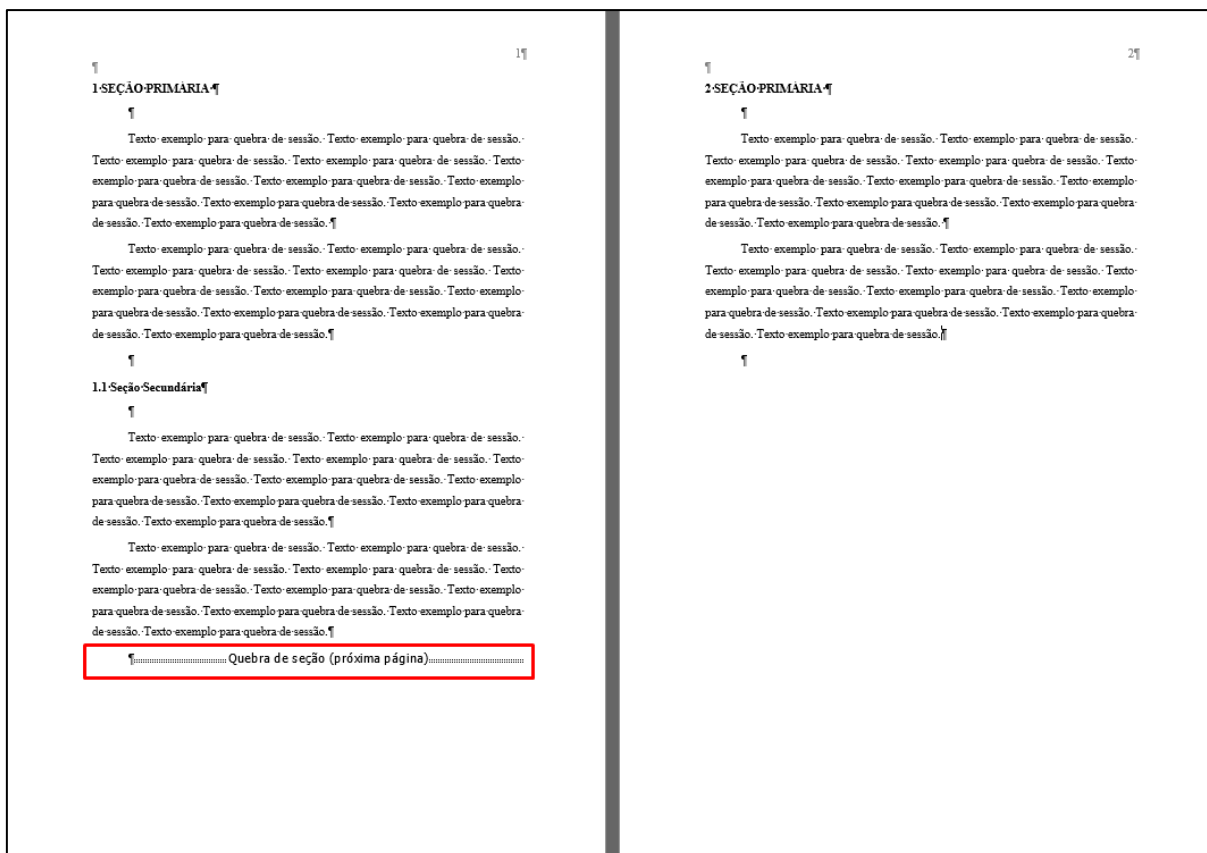 1¶
¶
1·SEÇÃO·PRIMÁRIA·¶
¶
Texto·exemplo·para·quebra·de·sessão.·Texto·exemplo·para·quebra·de·sessão.·
Texto·exemplo·para·quebra·de·sessão.·Texto·exemplo·para·quebra·de·sessão.·Texto·
exemplo·para·quebra·de·sessão.·Texto·exemplo·para·quebra·de·sessão.·Texto·exemplo·
para·quebra·de·sessão.·Texto·exemplo·para·quebra·de·sessão.·Texto·exemplo·para·quebra·
de·sessão.·Texto·exemplo·para·quebra·de·sessão.·¶
Texto·exemplo·para·quebra·de·sessão.·Texto·exemplo·para·quebra·de·sessão.·
Texto·exemplo·para·quebra·de·sessão.·Texto·exemplo·para·quebra·de·sessão.·Texto·
exemplo·para·quebra·de·sessão.·Texto·exemplo·para·quebra·de·sessão.·Texto·exemplo·
para·quebra·de·sessão.·Texto·exemplo·para·quebra·de·sessão.·Texto·exemplo·para·quebra·
de·sessão.·Texto·exemplo·para·quebra·de·sessão.¶
¶
1.1·Seção·Secundária¶
¶
Texto·exemplo·para·quebra·de·sessão.·Texto·exemplo·para·quebra·de·sessão.·
Texto·exemplo·para·quebra·de·sessão.·Texto·exemplo·para·quebra·de·sessão.·Texto·
exemplo·para·quebra·de·sessão.·Texto·exemplo·para·quebra·de·sessão.·Texto·exemplo·
para·quebra·de·sessão.·Texto·exemplo·para·quebra·de·sessão.·Texto·exemplo·para·quebra·
de·sessão.·Texto·exemplo·para·quebra·de·sessão.¶
Texto·exemplo·para·quebra·de·sessão.·Texto·exemplo·para·quebra·de·sessão.·
Texto·exemplo·para·quebra·de·sessão.·Texto·exemplo·para·quebra·de·sessão.·Texto·
exemplo·para·quebra·de·sessão.·Texto·exemplo·para·quebra·de·sessão.·Texto·exemplo·
para·quebra·de·sessão.·Texto·exemplo·para·quebra·de·sessão.·Texto·exemplo·para·quebra·
de·sessão.·Texto·exemplo·para·quebra·de·sessão.¶
¶ Quebra de seção (próxima página)
2¶
¶
2·SEÇÃO·PRIMÁRIA·¶
¶
Texto·exemplo·para·quebra·de·sessão.·Texto·exemplo·para·quebra·de·sessão.·
Texto·exemplo·para·quebra·de·sessão.·Texto·exemplo·para·quebra·de·sessão.·Texto·
exemplo·para·quebra·de·sessão.·Texto·exemplo·para·quebra·de·sessão.·Texto·exemplo·
para·quebra·de·sessão.·Texto·exemplo·para·quebra·de·sessão.·Texto·exemplo·para·quebra·
de·sessão.·Texto·exemplo·para·quebra·de·sessão.·¶
Texto·exemplo·para·quebra·de·sessão.·Texto·exemplo·para·quebra·de·sessão.·
Texto·exemplo·para·quebra·de·sessão.·Texto·exemplo·para·quebra·de·sessão.·Texto·
exemplo·para·quebra·de·sessão.·Texto·exemplo·para·quebra·de·sessão.·Texto·exemplo·
para·quebra·de·sessão.·Texto·exemplo·para·quebra·de·sessão.·Texto·exemplo·para·quebra·
de·sessão.·Texto·exemplo·para·quebra·de·sessão.¶
¶